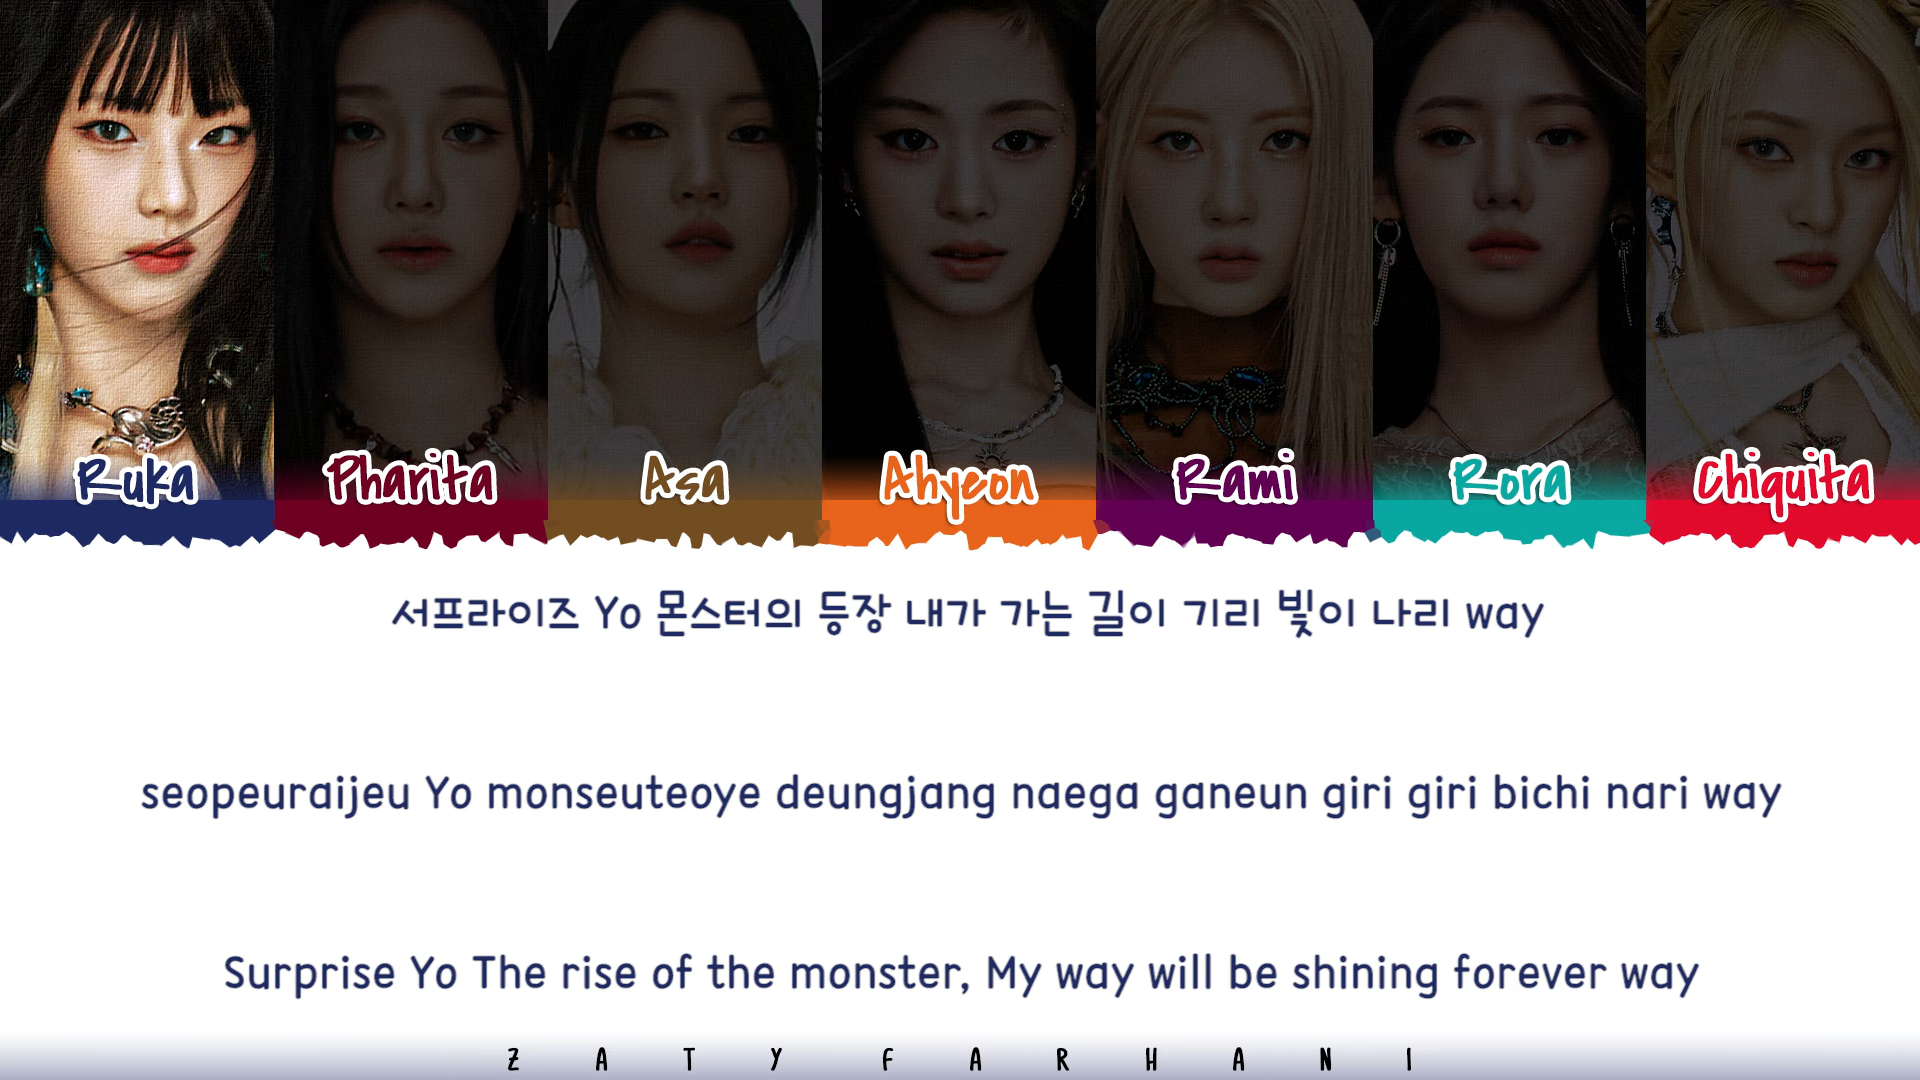 Ruka Pharita Asa Ahyeon Rami Rora Chiquita
서프라이즈 Yo 몬스터의 등장 내가 가는 길이 기리 빛이 나리 way
seopeuraijeu Yo monseuteoye deungjang naega ganeun giri giri bichi nari way
Surprise Yo The rise of the monster, My way will be shining forever way
ZATY FARHANI